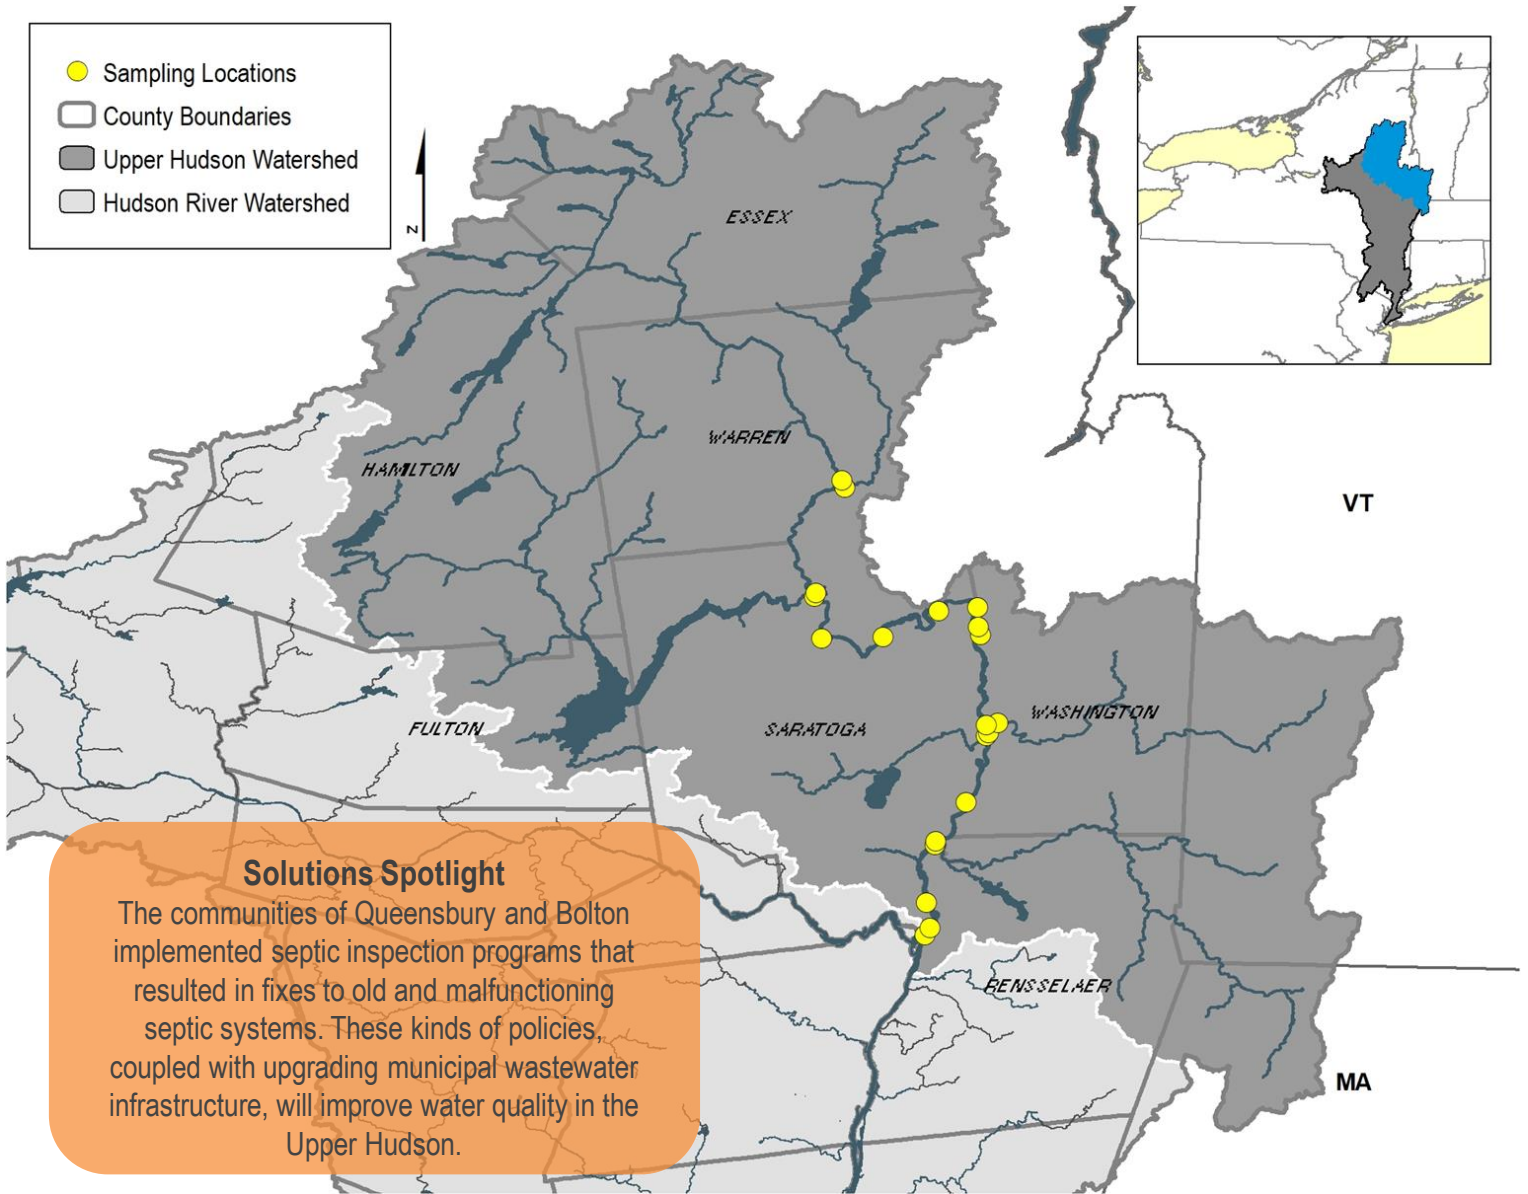 Sampling Locations
County Boundaries
Upper Hudson Watershed
Hudson River Watershed
N
ESSEX
WARREN
HAMILTON
VT
FULTON
SARATOGA
WASHINGTON
RENSSELAER
MA
Solutions Spotlight
The communities of Queensbury and Bolton
implemented septic inspection programs that
resulted in fixes to old and malfunctioning
septic systems. These kinds of policies,
coupled with upgrading municipal wastewater
infrastructure, will improve water quality in the
Upper Hudson.